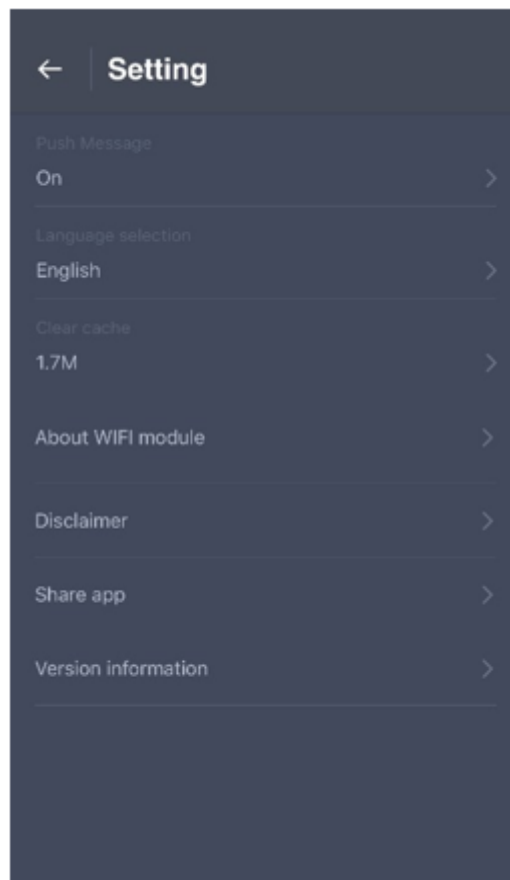 Setting
Push Message
On
Language selection
English
Clear cache
1.7M
About WIFI module
Disclaimer
Share app
Version information